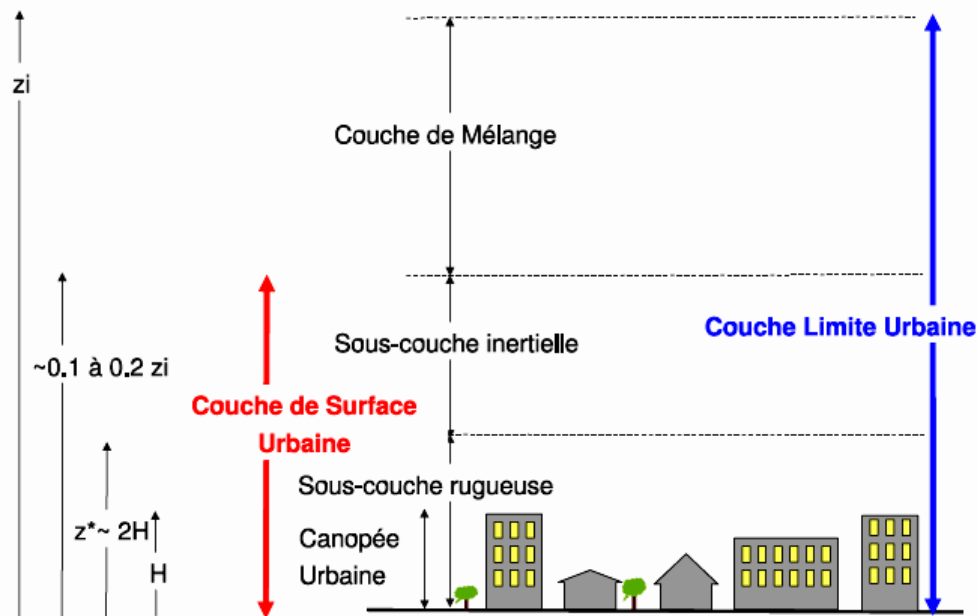 zi
Couche de Mélange
Couche Limite Urbaine
Sous-couche inertielle
~0.1 à 0.2 zi
Couche de Surface
Urbaine
Sous-couche rugueuse
z*~ 2H
Canopée
Urbaine
H